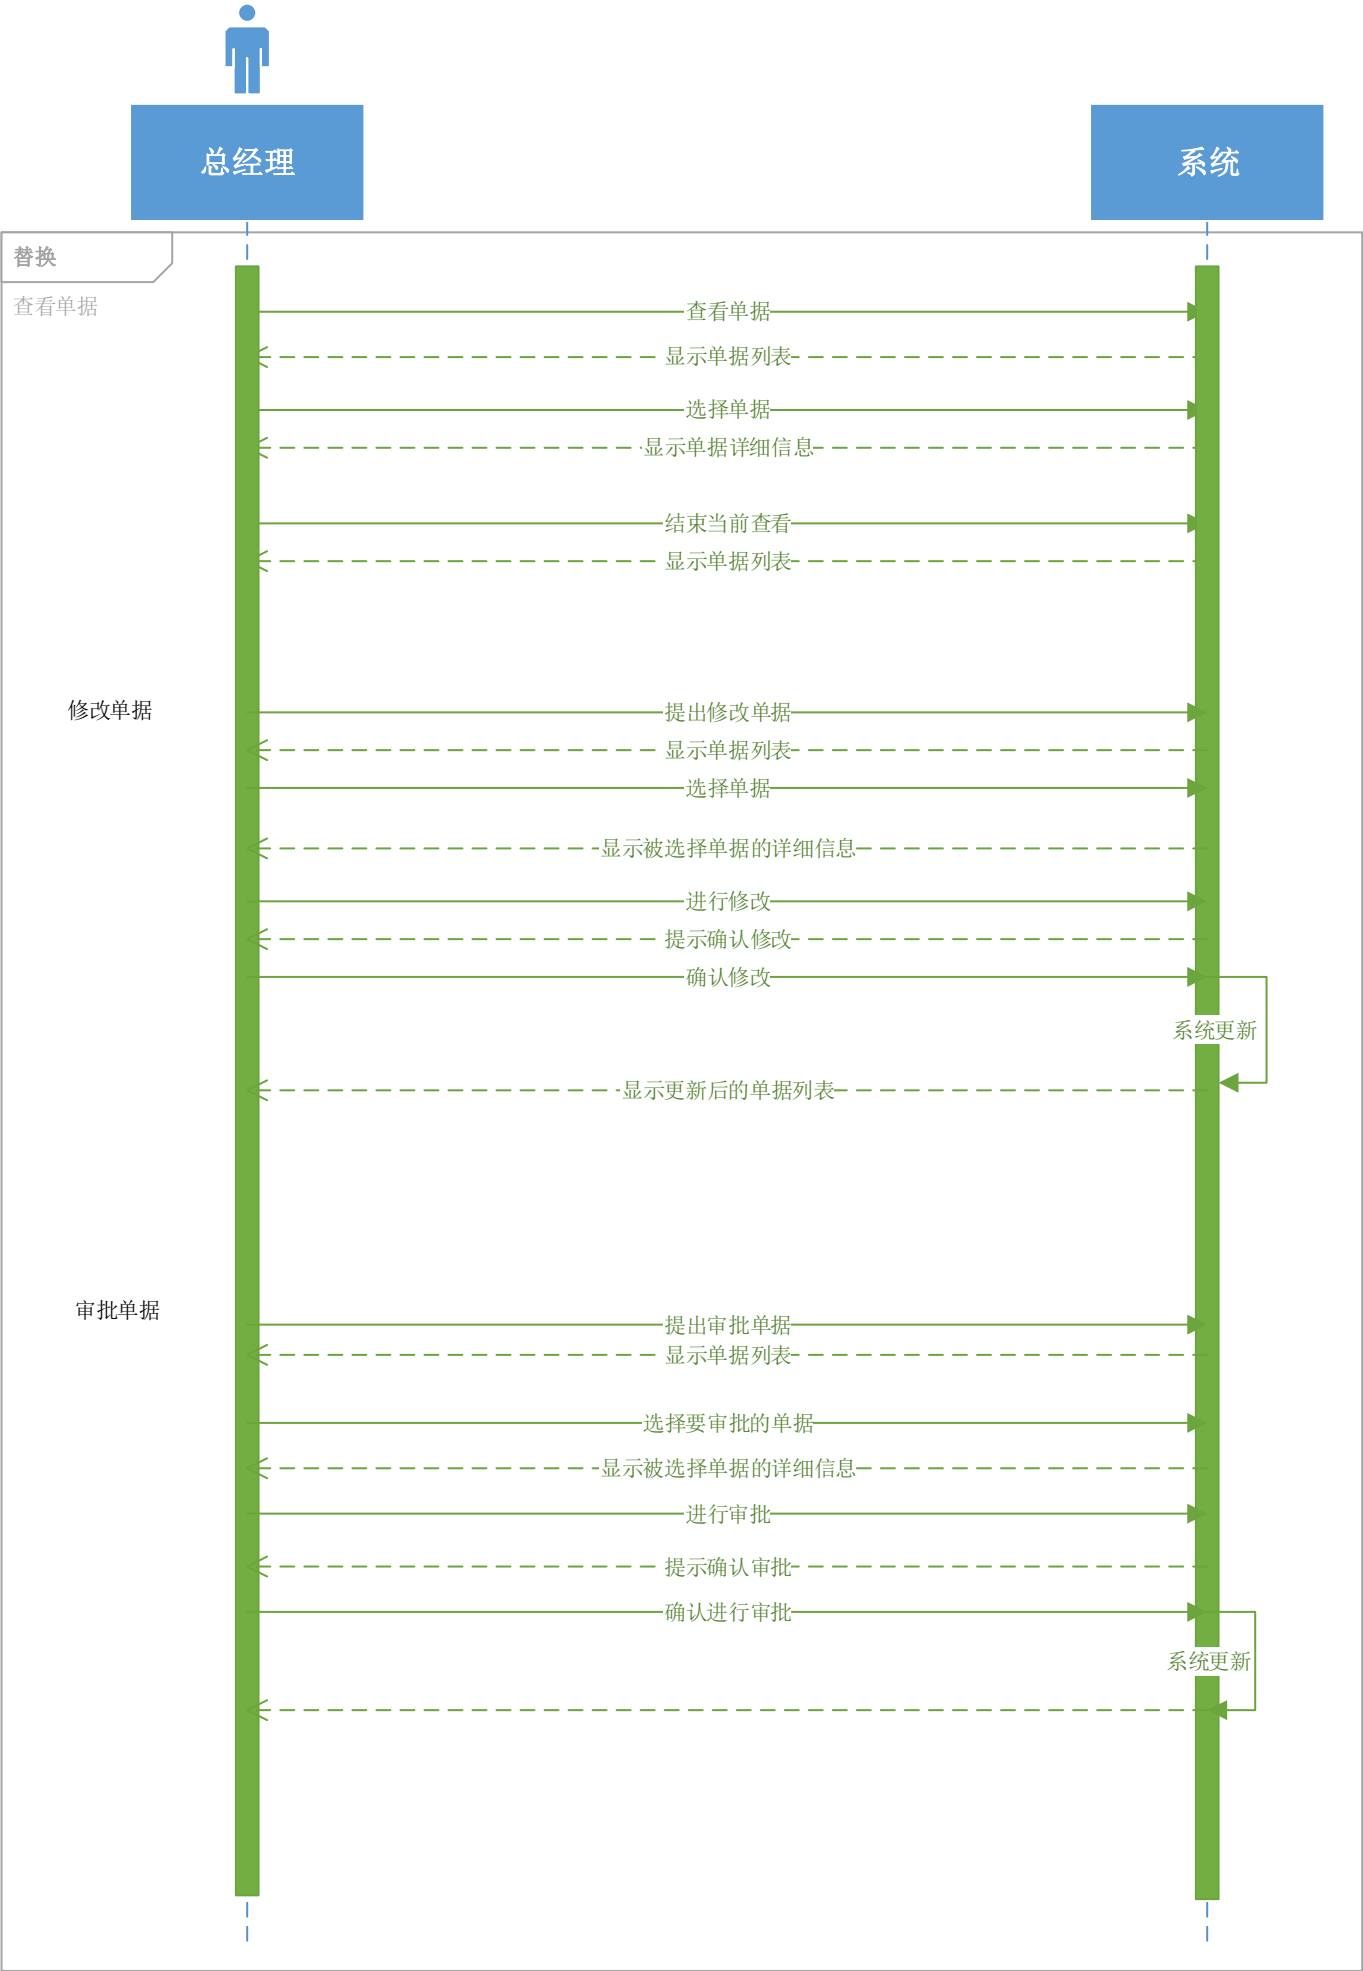 总经理
系统
替换
查看单据
查看单据
显示单据列表
选择单据
显示单据详细信息
结束当前查看
显示单据列表
修改单据
提出修改单据
显示单据列表
选择单据
显示被选择单据的详细信息
进行修改
提示确认修改
确认修改
系统更新
显示更新后的单据列表
审批单据
提出审批单据
显示单据列表
选择要审批的单据
显示被选择单据的详细信息
进行审批
提示确认审批
确认进行审批
系统更新